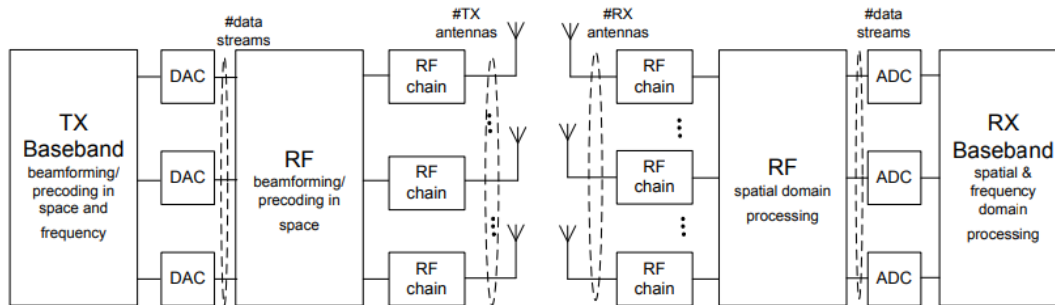 #data
streams
#TX
antennas
#RX
antennas
#data
streams
TX
Baseband
beamforming/
precoding in
space and
frequency
DAC
DAC
DAC
RF
beamforming/
precoding in
space
RF
chain
RF
chain
RF
chain
RF
chain
RF
chain
RF
chain
RF
spatial domain
processing
ADC
ADC
ADC
RX
Baseband
spatial &
frequency
domain
processing